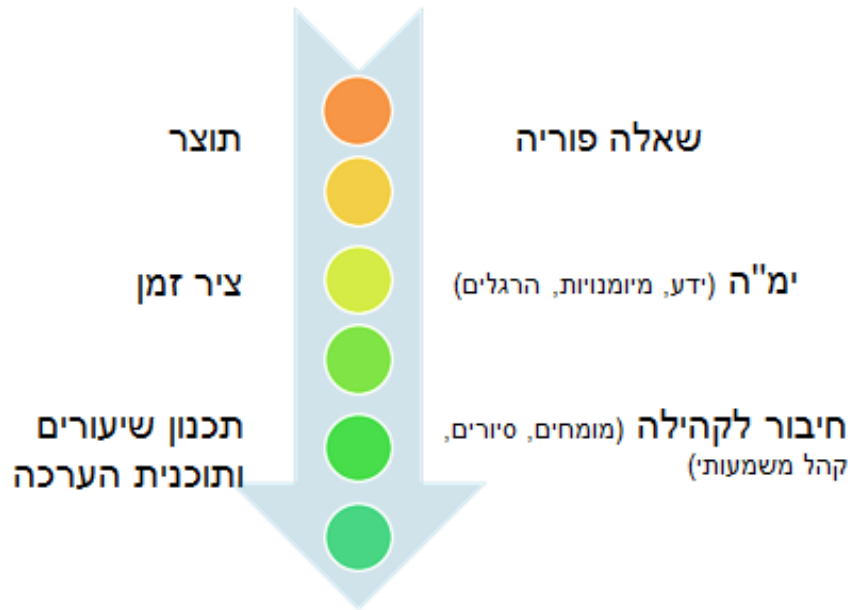 שאלה פוריה
תוצר
ימ"ה (ידע, מיומנויות, הרגלים)
ציר זמן
חיבור לקהילה (מומחים, סיורים,
קהל משמעותי)
תכנון שיעורים
ותוכנית הערכה